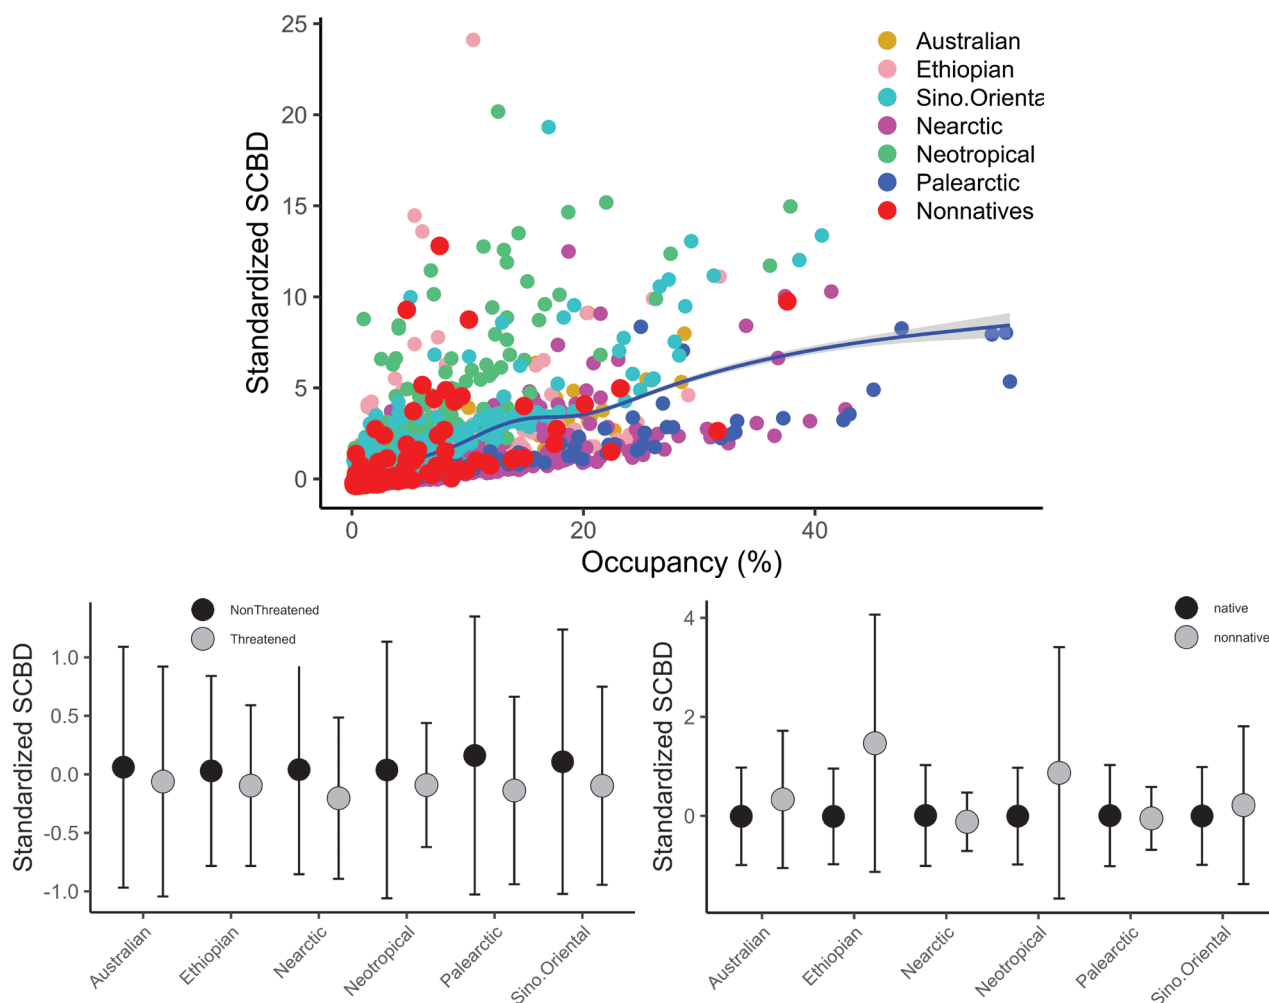 25
20
15
10
5
0
Standardized SCBD
Australian
Ethiopian
Sino.Orienta
Nearctic
Neotropical
Palearctic
Nonnatives
0 20 40
Occupancy (%)
NonThreatened
Threatened
1.0
0.5
0.0
-0.5
-1.0
Standardized SCBD
Australian
Ethiopian
Nearctic
Neotropical
Palearctic
Sino.Oriental
native
nonnative
4
2
0
Standardized SCBD
Australian
Ethiopian
Nearctic
Neotropical
Palearctic
Sino.Oriental